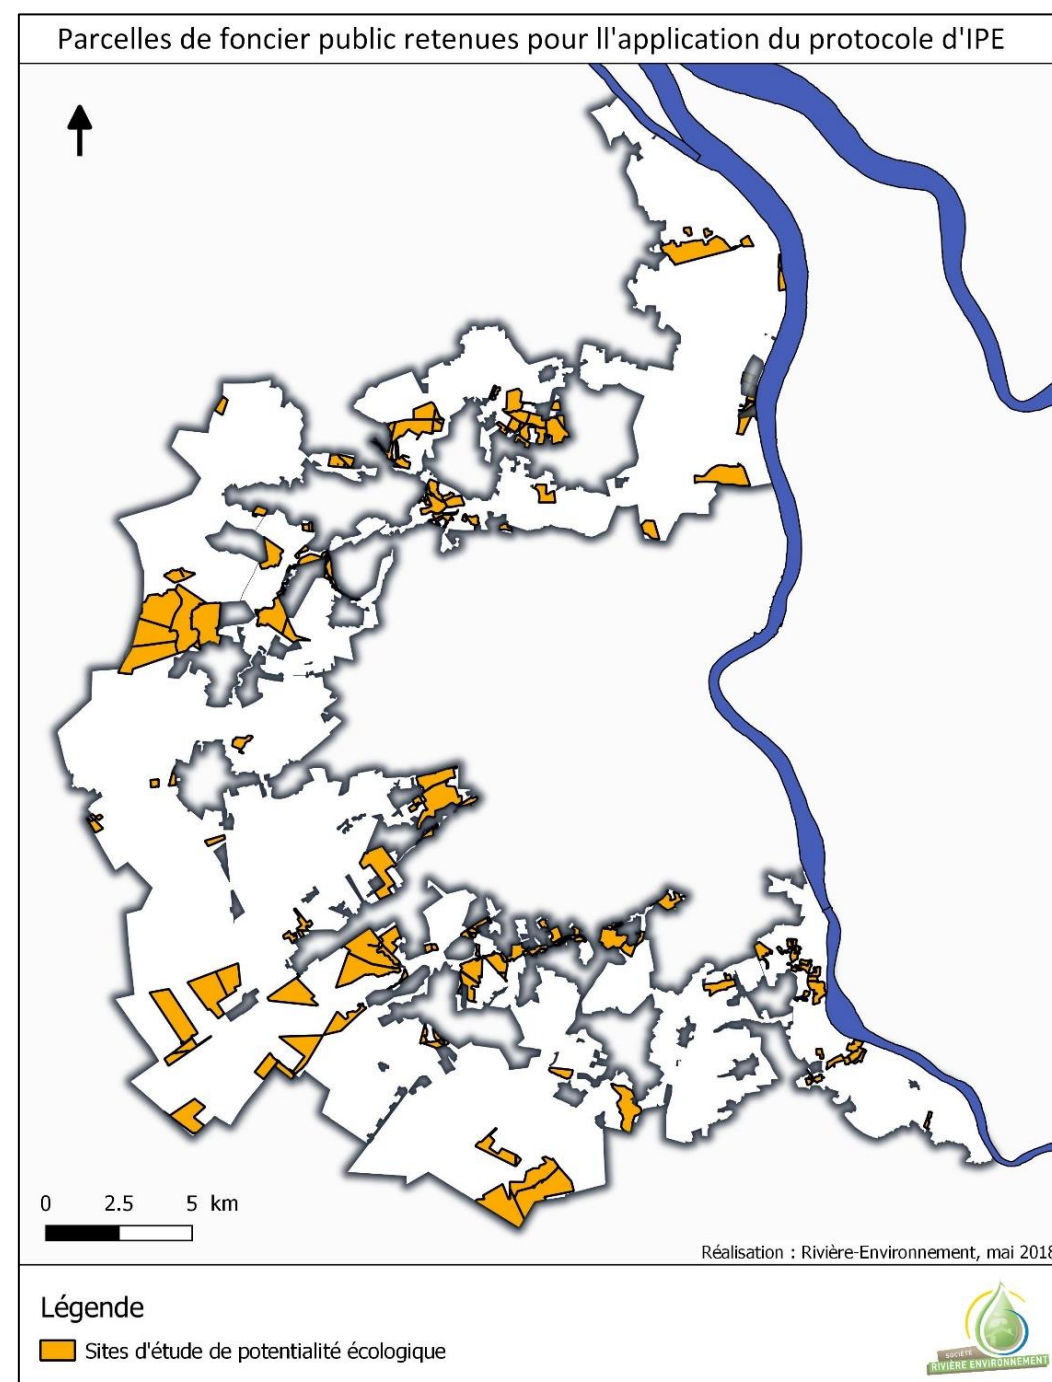 Parcelles de foncier public retenues pour ll'application du protocole d'IPE
0 2.5 5 km
Réalisation : Rivière-Environnement, mai 2018
Légende
Sites d'étude de potentialité écologique
SOCIÉTÉ
RIVIÈRE ENVIRONNEMENT